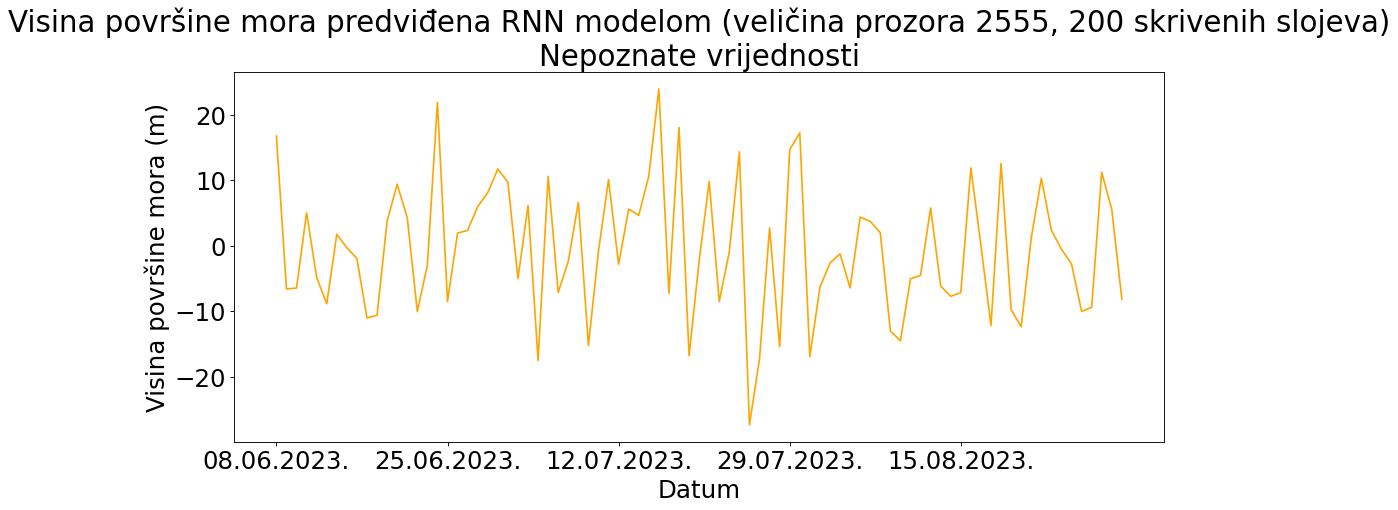 Visina površine mora predviđena RNN modelom (veličina prozora 2555, 200 skrivenih slojeva)
Nepoznate vrijednosti
Visina površine mora (m)
20
10
0
−10
−20
08.06.2023. 25.06.2023. 12.07.2023. 29.07.2023. 15.08.2023.
Datum